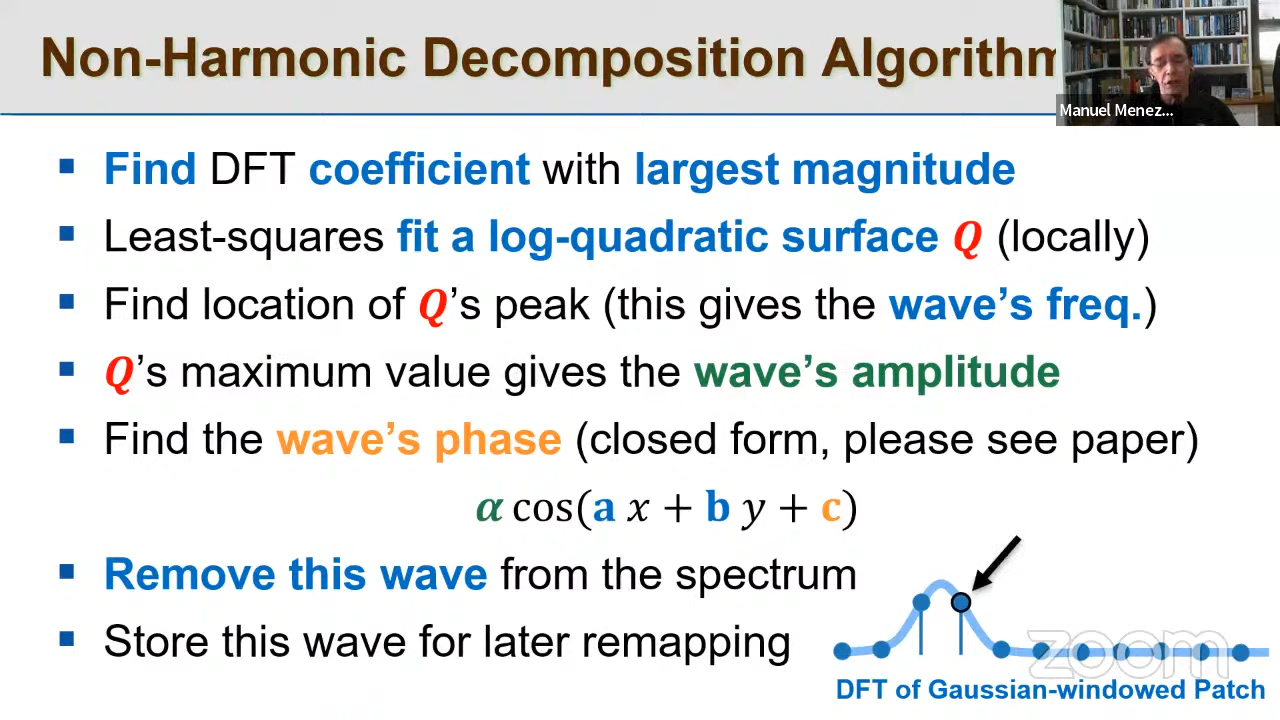 Non-Harmonic Decomposition Algorithm
Manuel Menez...
Find DFT coefficient with largest magnitude
Least-squares fit a log-quadratic surface Q (locally)
Find location of Q’s peak (this gives the wave’s freq.)
Q’s maximum value gives the wave’s amplitude
Find the wave’s phase (closed form, please see paper)
α cos(a x + b y + c)
Remove this wave from the spectrum
Store this wave for later remapping
zoom
DFT of Gaussian-windowed Patch